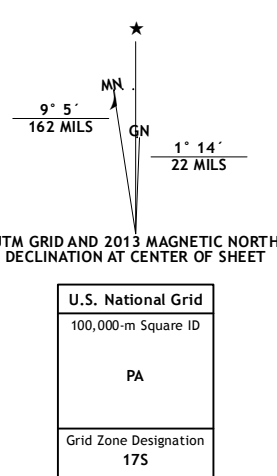 ★
MN
GN
9° 5´
162 MILS
1° 14´
22 MILS
UTM GRID AND 2013 MAGNETIC NORTH
DECLINATION AT CENTER OF SHEET
U.S. National Grid
100,000-m Square ID
PA
Grid Zone Designation
17S